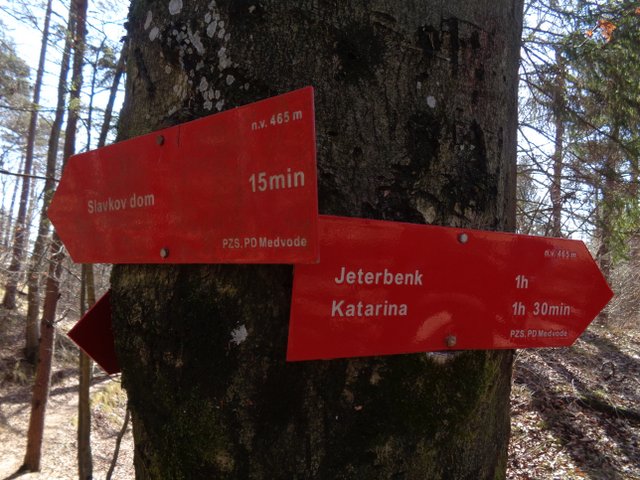 n.v. 465 m
Slavkov dom 15min
PZS, PD Medvode
n.v. 465 m
Jeterbenk 1h
Katarina 1h 30min
PZS, PD Medvode